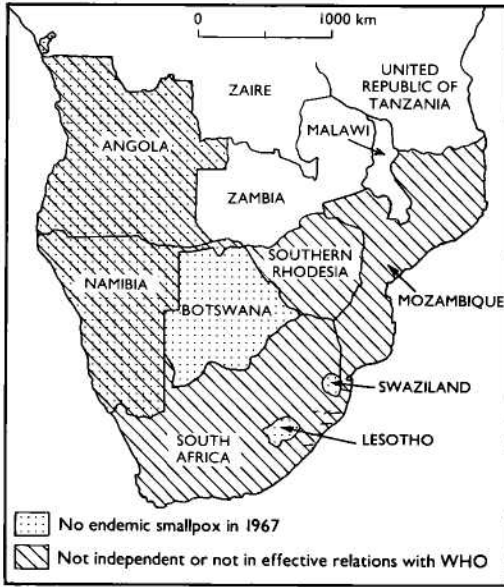 0 1000 km
UNITED
REPUBLIC OF
TANZANIA
ZAIRE
MALAWI
ANGOLA
ZAMBIA
SOUTHERN
RHODESIA
NAMIBIA
MOZAMBIQUE
BOTSWANA
SWAZILAND
LESOTHO
SOUTH
AFRICA
No endemic smallpox in 1967
Not independent or not in effective relations with WHO